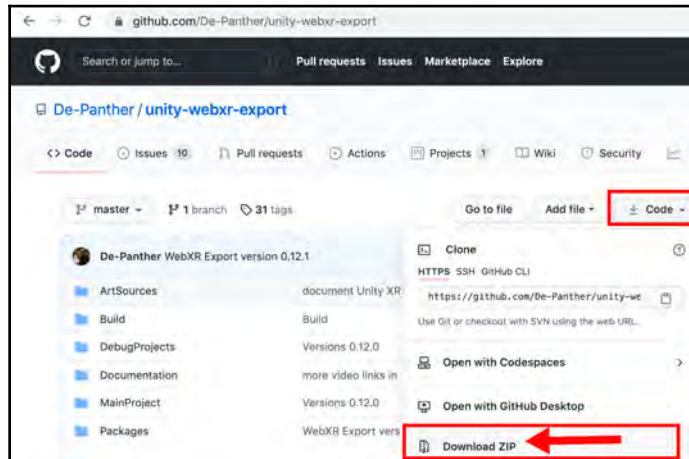 github.com/De-Panther/unity-webxr-export
Search or jump to... Pull requests Issues Marketplace Explore
De-Panther / unity-webxr-export
<> Code Issues 10 Pull requests Actions Projects 1 Wiki Security
master 1 branch 31 tags Go to file Add file Code
De-Panther WebXR Export version 0.12.1
Clone
HTTPS SSH GitHub CLI
ArtSources document Unity XR
https://github.com/De-Panther/unity-we
Build Build
Use Git or checkout with SVN using the web URL.
DebugProjects Versions 0.12.0
Open with Codespaces
Documentation more video links in
MainProject Versions 0.12.0
Open with GitHub Desktop
Packages WebXR Export vers
Download ZIP